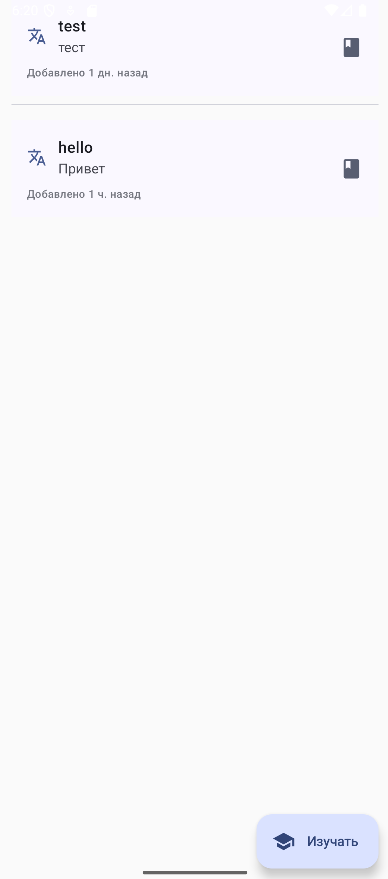 test
тест
Добавлено 1 дн. назад
hello
Привет
Добавлено 1 ч. назад
Изучать